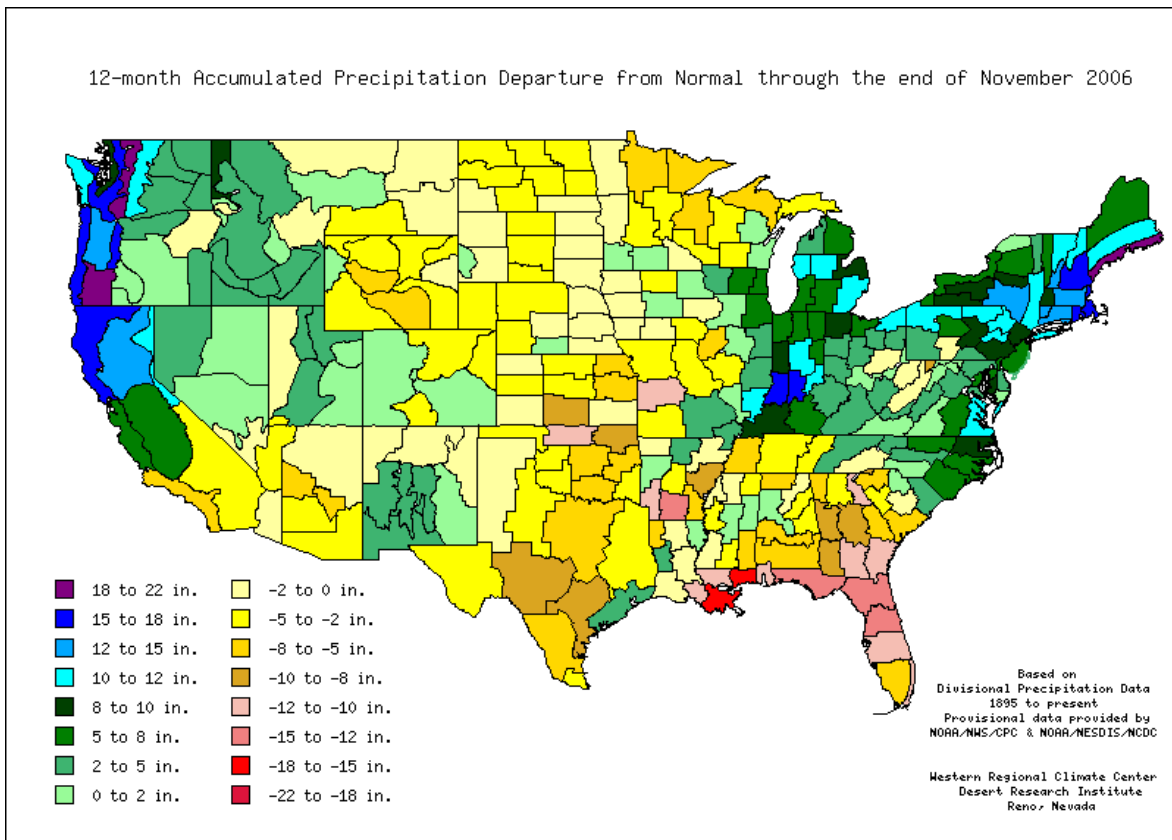 12-month Accumulated Precipitation Departure from Normal through the end of November 2006
18 to 22 in.
15 to 18 in.
12 to 15 in.
10 to 12 in.
8 to 10 in.
5 to 8 in.
2 to 5 in.
0 to 2 in.
-2 to 0 in.
-5 to -2 in.
-8 to -5 in.
-10 to -8 in.
-12 to -10 in.
-15 to -12 in.
-18 to -15 in.
-22 to -18 in.
Based on
Divisional Precipitation Data
1895 to present
Provisional data provided by
NOAA/NWS/CPC & NOAA/NESDIS/NCDC
Western Regional Climate Center
Desert Research Institute
Reno, Nevada